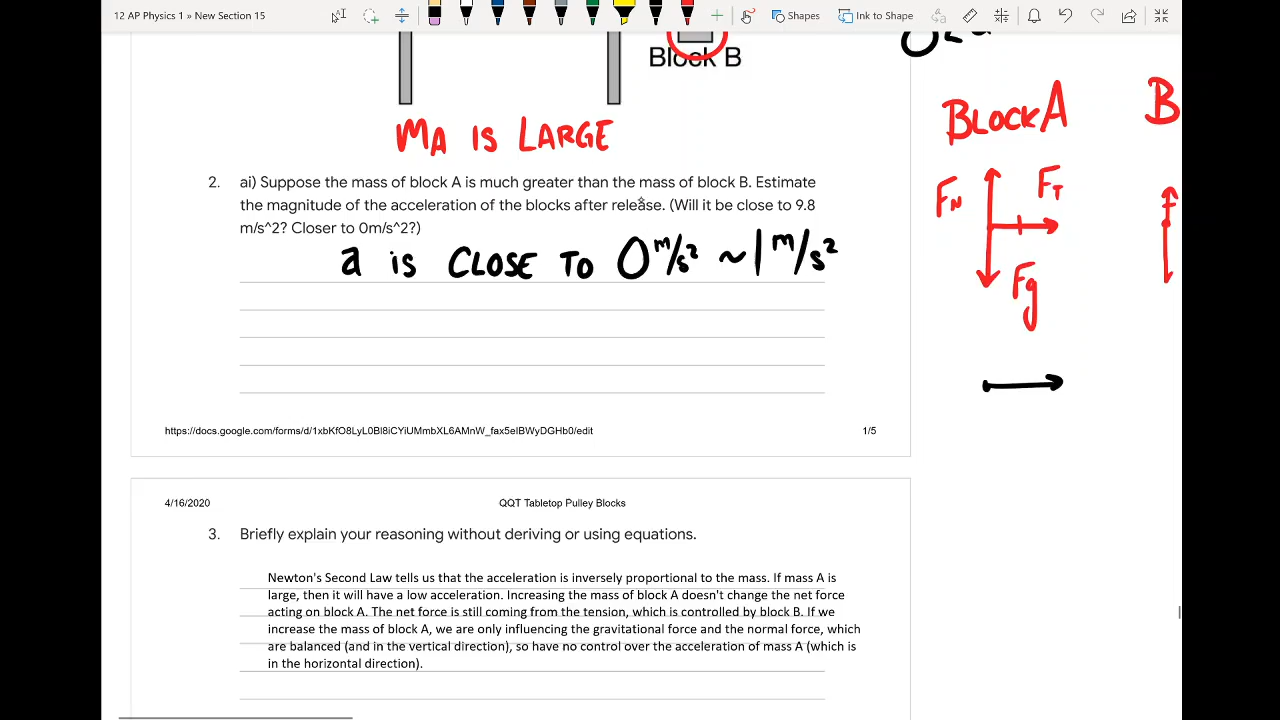 12 AP Physics 1 » New Section 15
Shapes
Ink to Shape
Block B
BLOCK A
B
MA IS LARGE
FN
FT
Fg
2. ai) Suppose the mass of block A is much greater than the mass of block B. Estimate
the magnitude of the acceleration of the blocks after release. (Will it be close to 9.8
m/s^2? Closer to 0m/s^2?)
a is CLOSE TO 0 m/s² ~ 1 m/s²
https://docs.google.com/forms/d/1xbKfO8LyL0Bl8iCYiUMmbXL6AMnW_fax5eIBWyDGHb0/edit
1/5
4/16/2020
QQT Tabletop Pulley Blocks
3. Briefly explain your reasoning without deriving or using equations.
Newton's Second Law tells us that the acceleration is inversely proportional to the mass. If mass A is
large, then it will have a low acceleration. Increasing the mass of block A doesn't change the net force
acting on block A. The net force is still coming from the tension, which is controlled by block B. If we
increase the mass of block A, we are only influencing the gravitational force and the normal force, which
are balanced (and in the vertical direction), so have no control over the acceleration of mass A (which is
in the horizontal direction).